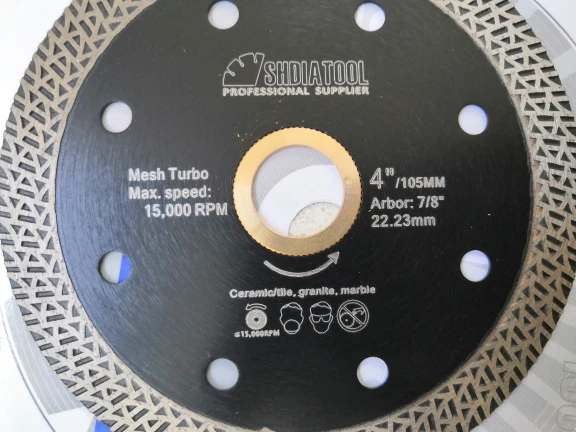 SHDIATOOL
PROFESSIONAL SUPPLIER
Mesh Turbo
Max. speed:
15,000 RPM
4" /105MM
Arbor: 7/8"
22.23mm
Ceramic/tile, granite, marble
≤15,000RPM